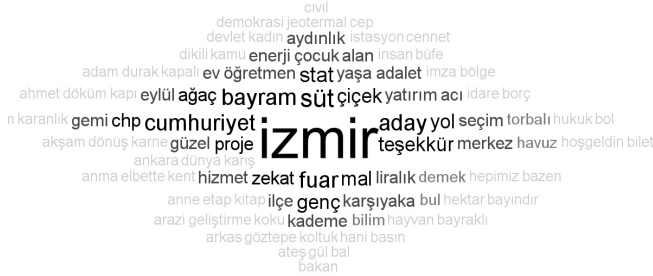 civil
demokrasi jeotermal cep
devlet kadın aydınlık istasyon cennet
dikili kamu enerji çocuk alan insan büfe
adam durak kapalı ev öğretmen stat yaşa adalet imza bölge
ahmet döküm kapı eylül ağaç bayram süt çiçek yatırım acı idare borç
karanlık gemi chp cumhuriyet izmir aday yol seçim torbalı hukuk bol
akşam dönüş karne güzel proje teşekkür merkez havuz hoşgeldin bilet
ankara dünya karış
anma elbette kent hizmet zekat fuar mal liralık demek hepimiz bazen
anne etap kitap ilçe genç karşıyaka bul hektar bayındır
arazi geliştirme koku kademe bilim hayvan bayraklı
arkas göztepe koltuk hani basın
ateş gül bal
bakan